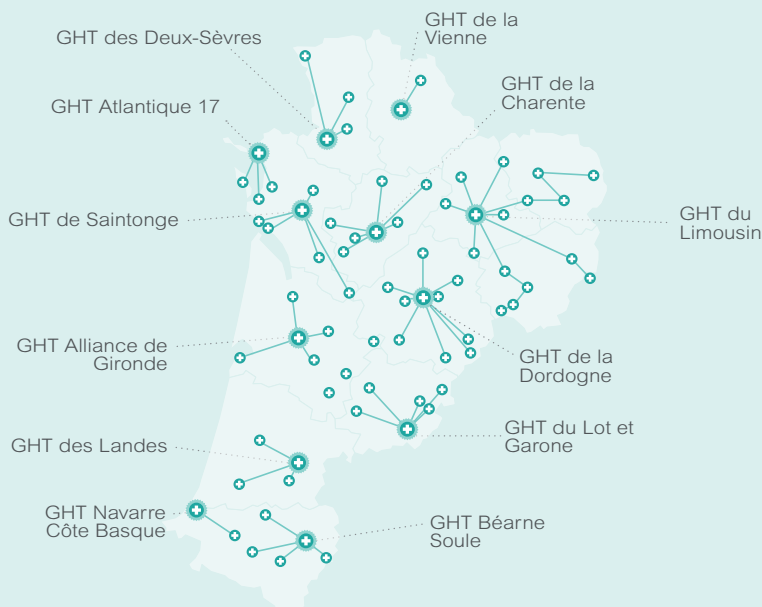 GHT de la
Vienne
GHT des Deux-Sèvres
GHT de la
Charente
GHT Atlantique 17
GHT de Saintonge
GHT du
Limousin
GHT Alliance de
Gironde
GHT de la
Dordogne
GHT du Lot et
Garone
GHT des Landes
GHT Navarre
Côte Basque
GHT Béarne
Soule